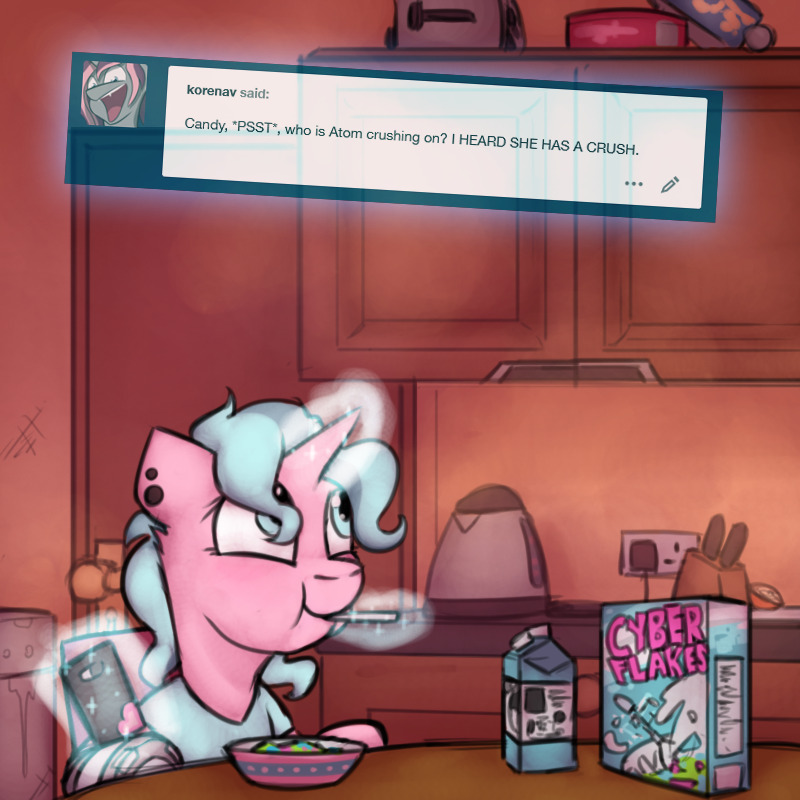 korenav said:
Candy, *PSST*, who is Atom crushing on? I HEARD SHE HAS A CRUSH.
CYBER
FLAKES